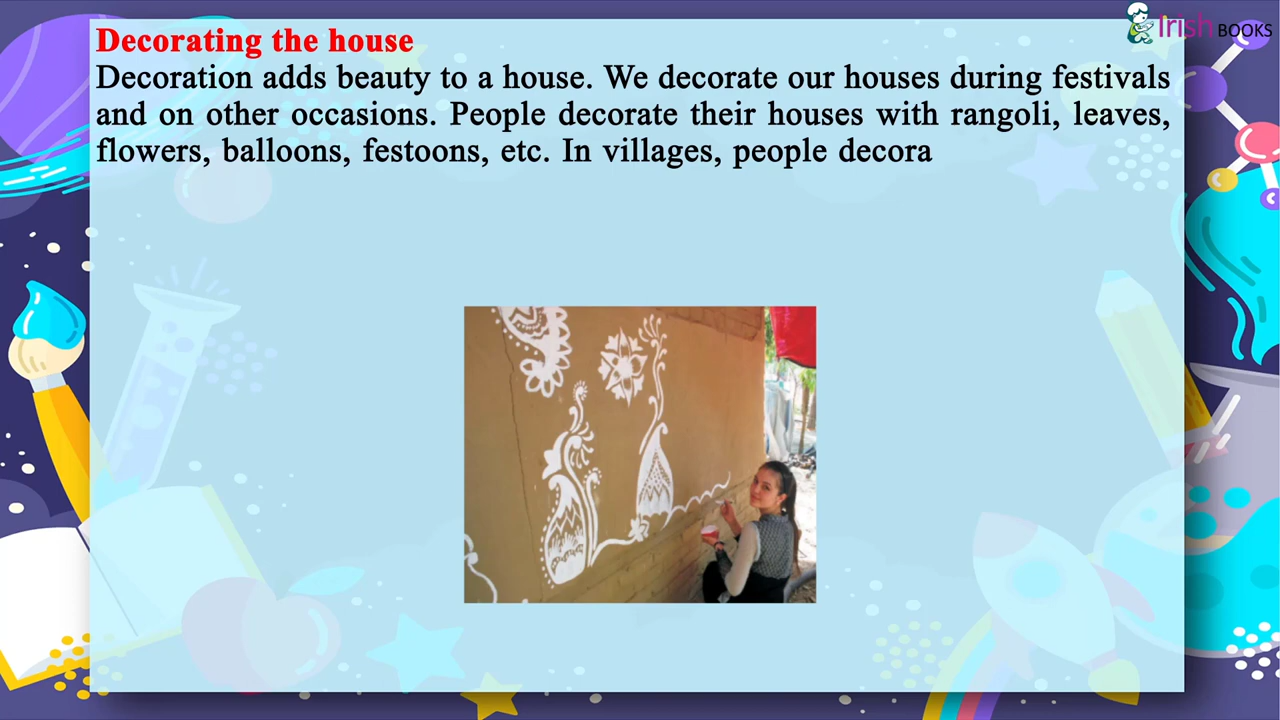 Irish BOOKS
Decorating the house
Decoration adds beauty to a house. We decorate our houses during festivals
and on other occasions. People decorate their houses with rangoli, leaves,
flowers, balloons, festoons, etc. In villages, people decora